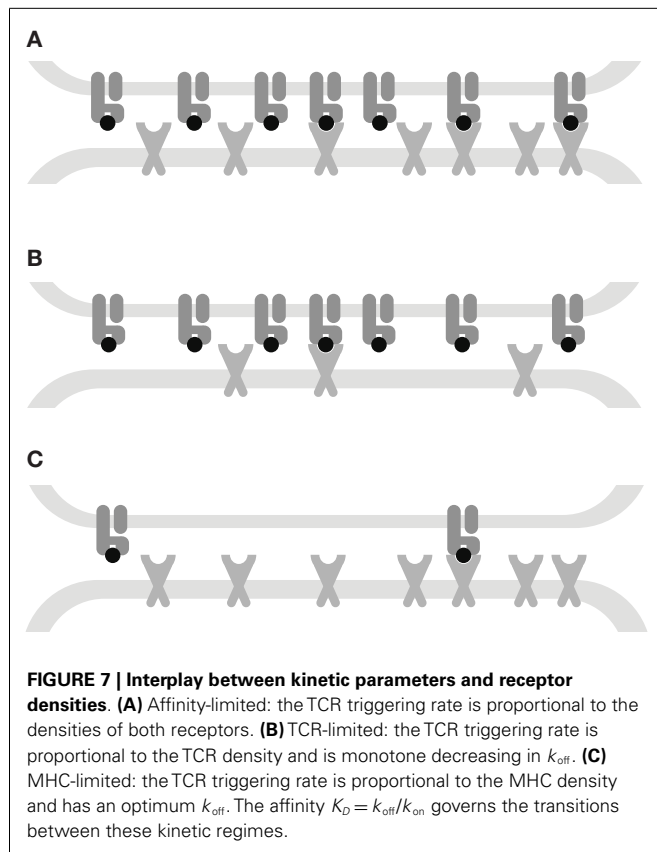 A
B
C
FIGURE 7 | Interplay between kinetic parameters and receptor
densities. (A) Affinity-limited: the TCR triggering rate is proportional to the
densities of both receptors. (B) TCR-limited: the TCR triggering rate is
proportional to the TCR density and is monotone decreasing in koff. (C)
MHC-limited: the TCR triggering rate is proportional to the MHC density
and has an optimum koff. The affinity KD = koff/kon governs the transitions
between these kinetic regimes.